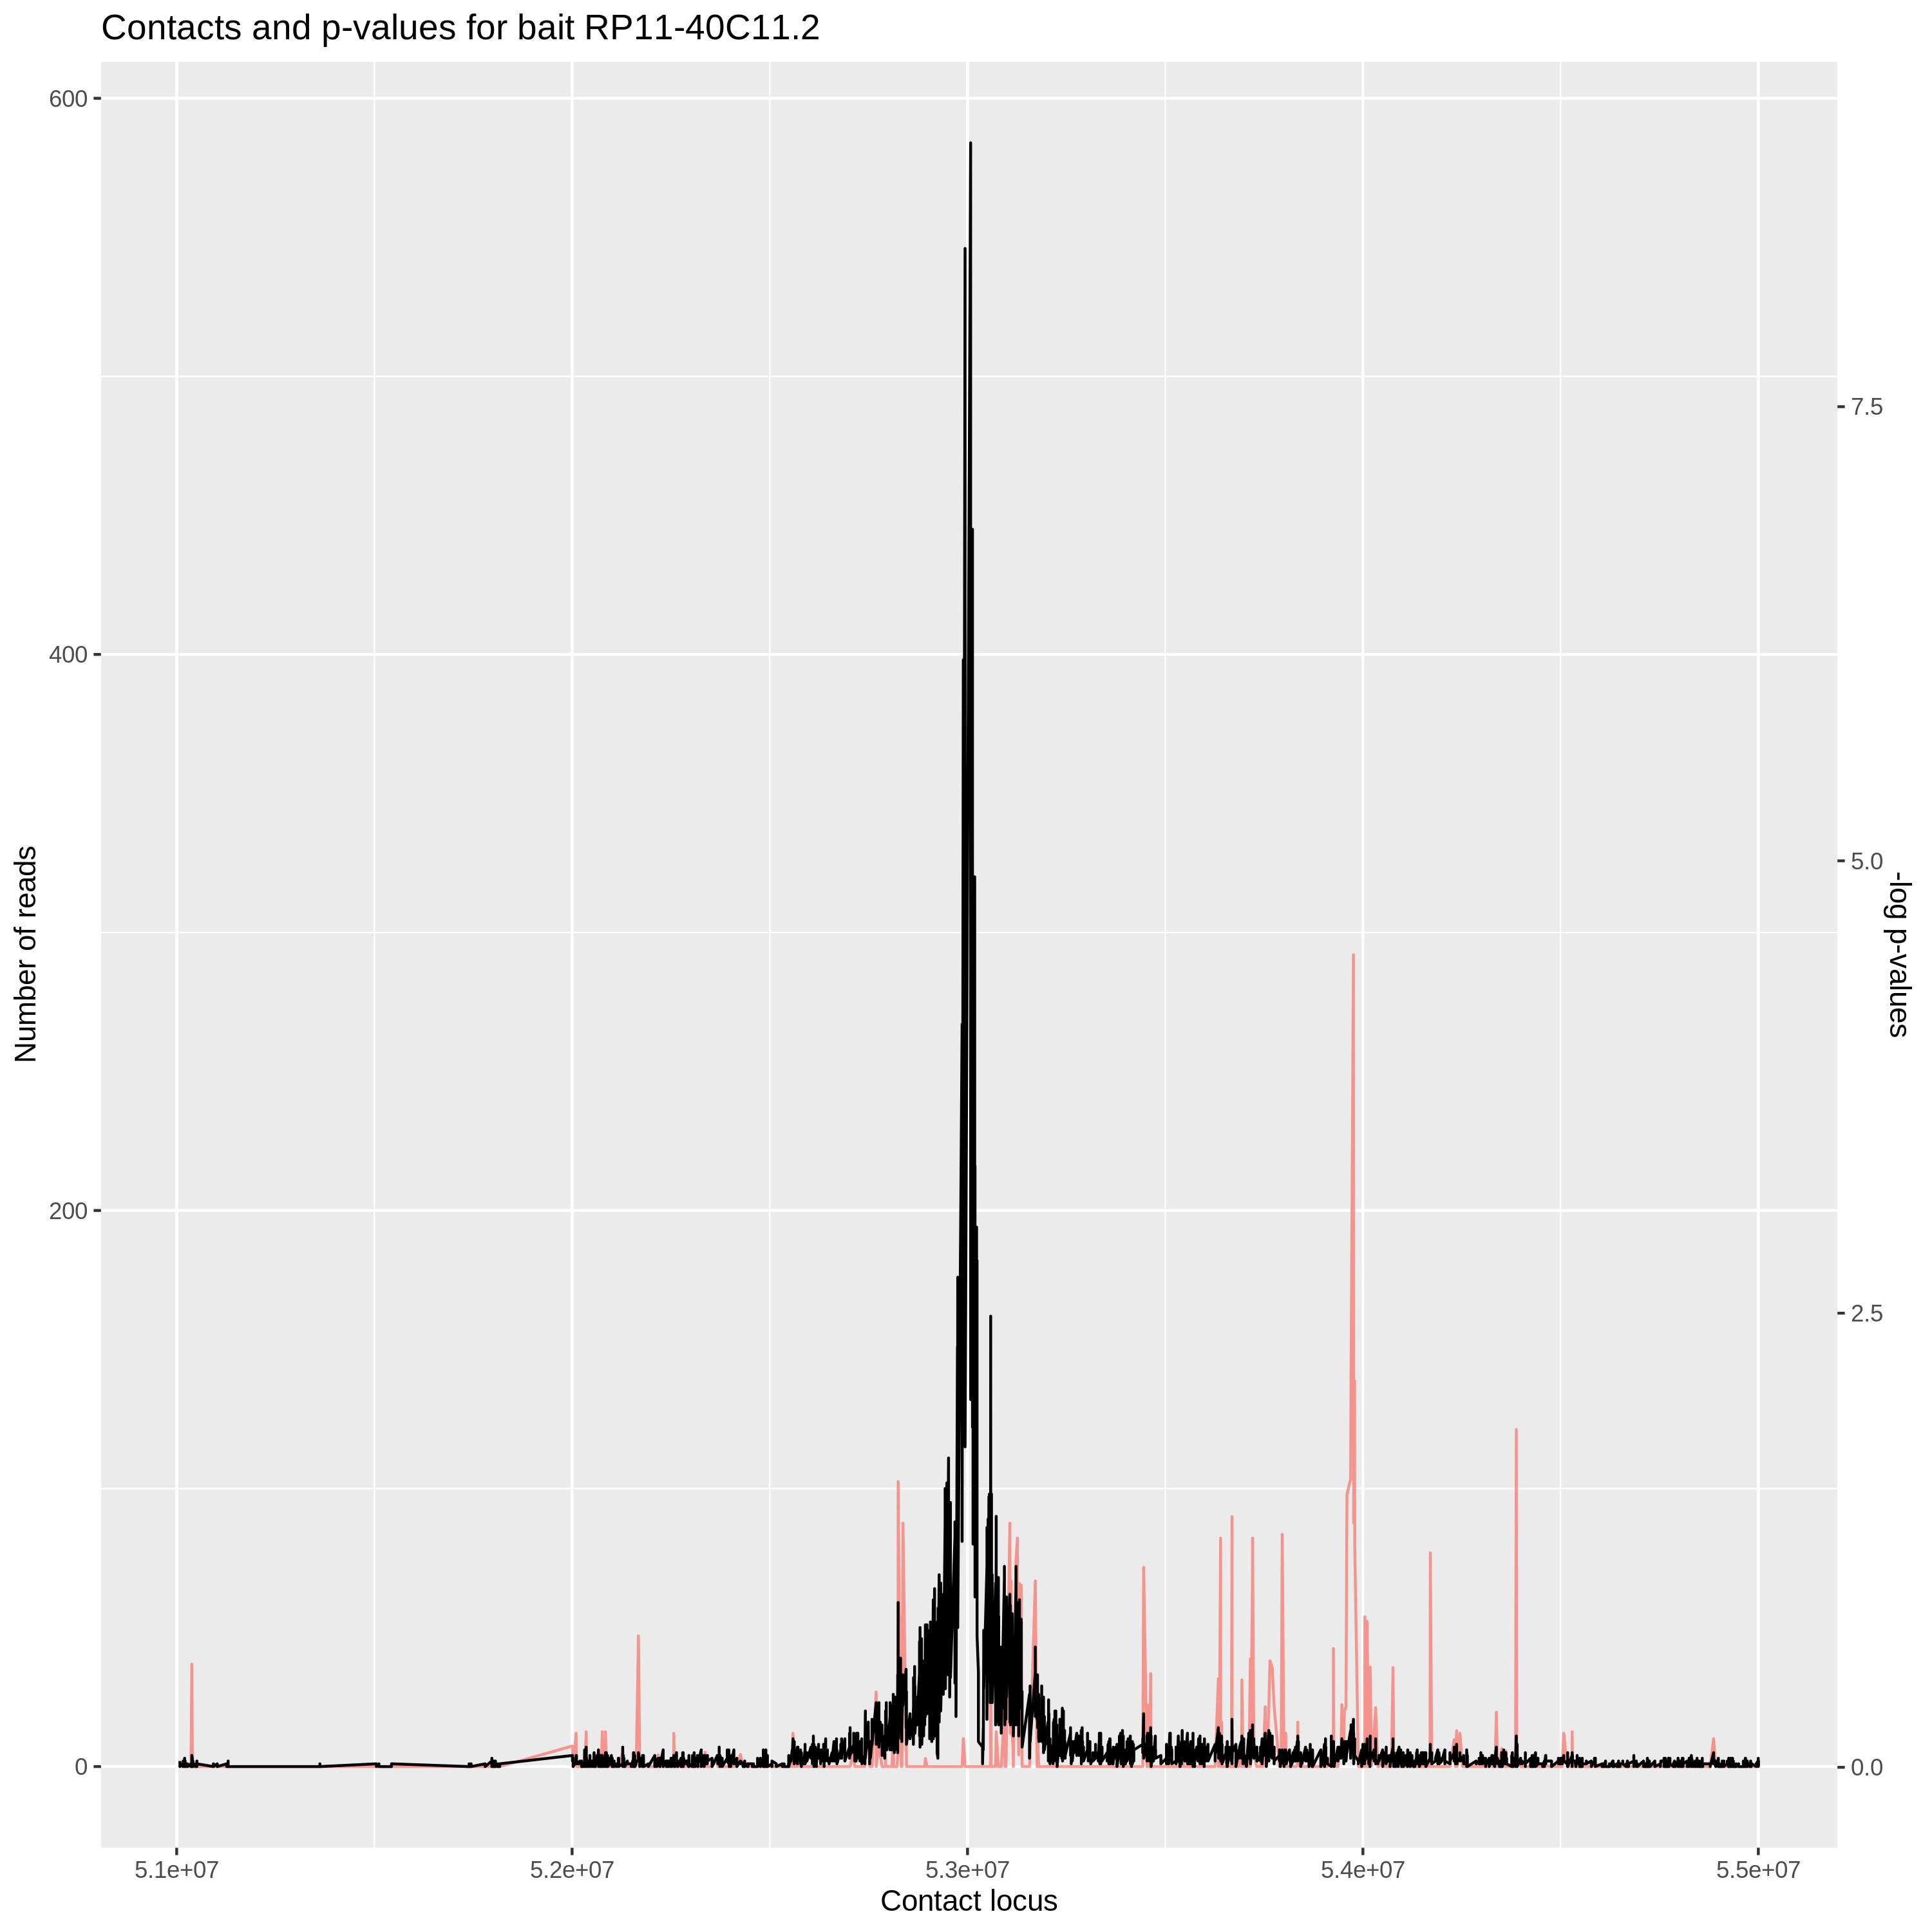 Contacts and p-values for bait RP11-40C11.2
600
400
200
0
Number of reads
7.5
5.0
2.5
0.0
-log p-values
5.1e+07 5.2e+07 5.3e+07 5.4e+07 5.5e+07
Contact locus